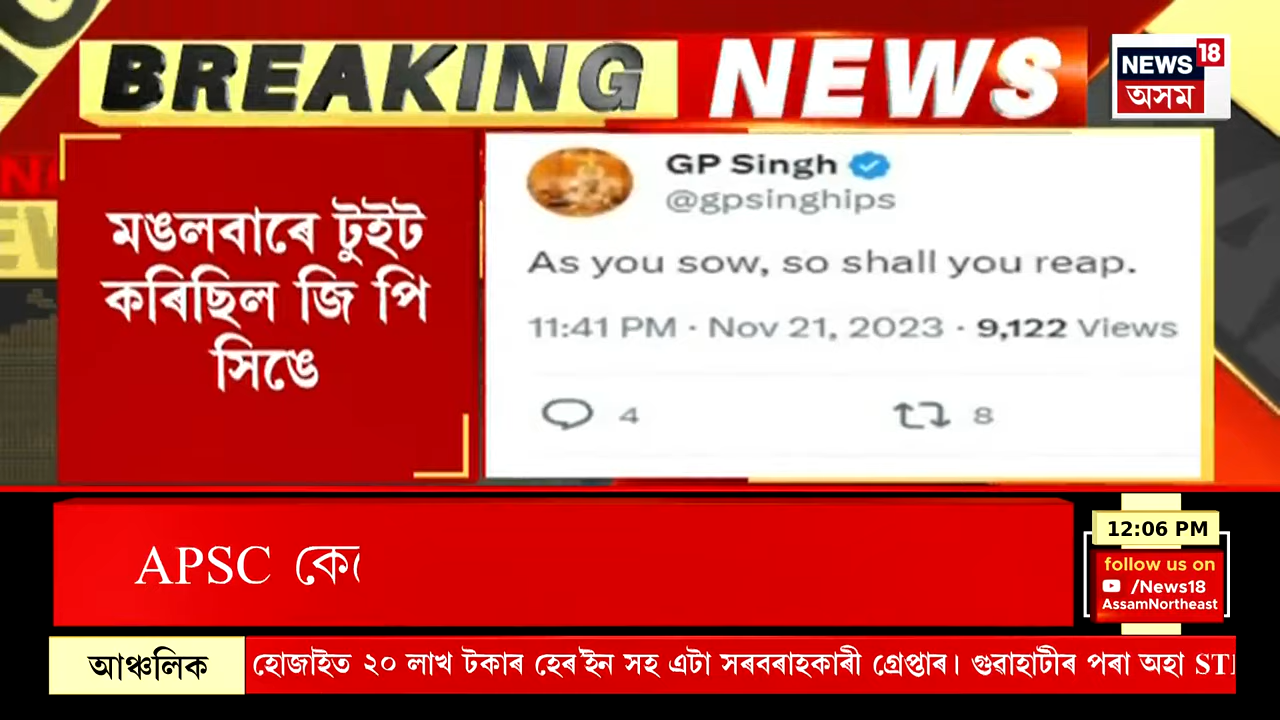 BREAKING NEWS
NEWS 18
অসম
মঙলবাৰে টুইট
কৰিছিল জি পি
সিঙে
GP Singh
@gpsinghips
As you sow, so shall you reap.
11:41 PM · Nov 21, 2023 · 9,122 Views
4 8
APSC
12:06 PM
follow us on
/News18
AssamNortheast
আঞ্চলিক
হোজাইত ২০ লাখ টকাৰ হেৰ'ইন সহ এটা সৰবৰাহকাৰী গ্ৰেপ্তাৰ। গুৱাহাটীৰ পৰা অহা